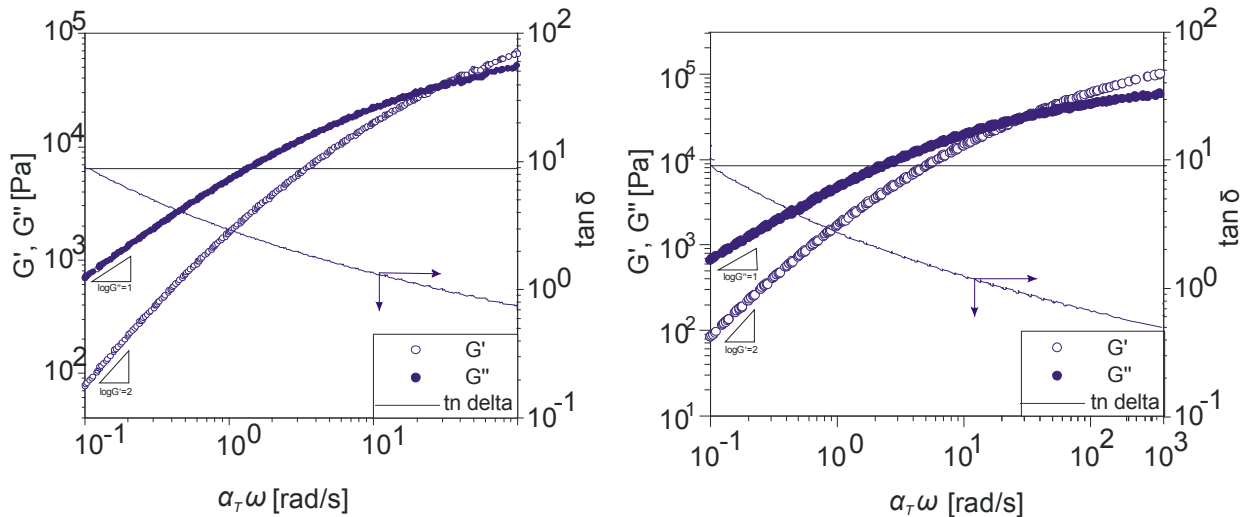 10^5
10^4
10^3
10^2
G', G'' [Pa]
10^2
10^1
10^0
10^-1
tan δ
logG''=1
logG'=2
G'
G''
tn delta
10^-1
10^0
10^1
α_T ω [rad/s]
10^5
10^4
10^3
10^2
10^1
G', G'' [Pa]
10^2
10^1
10^0
10^-1
tan δ
logG''=1
logG'=2
G'
G''
tn delta
10^-1
10^0
10^1
10^2
10^3
α_T ω [rad/s]